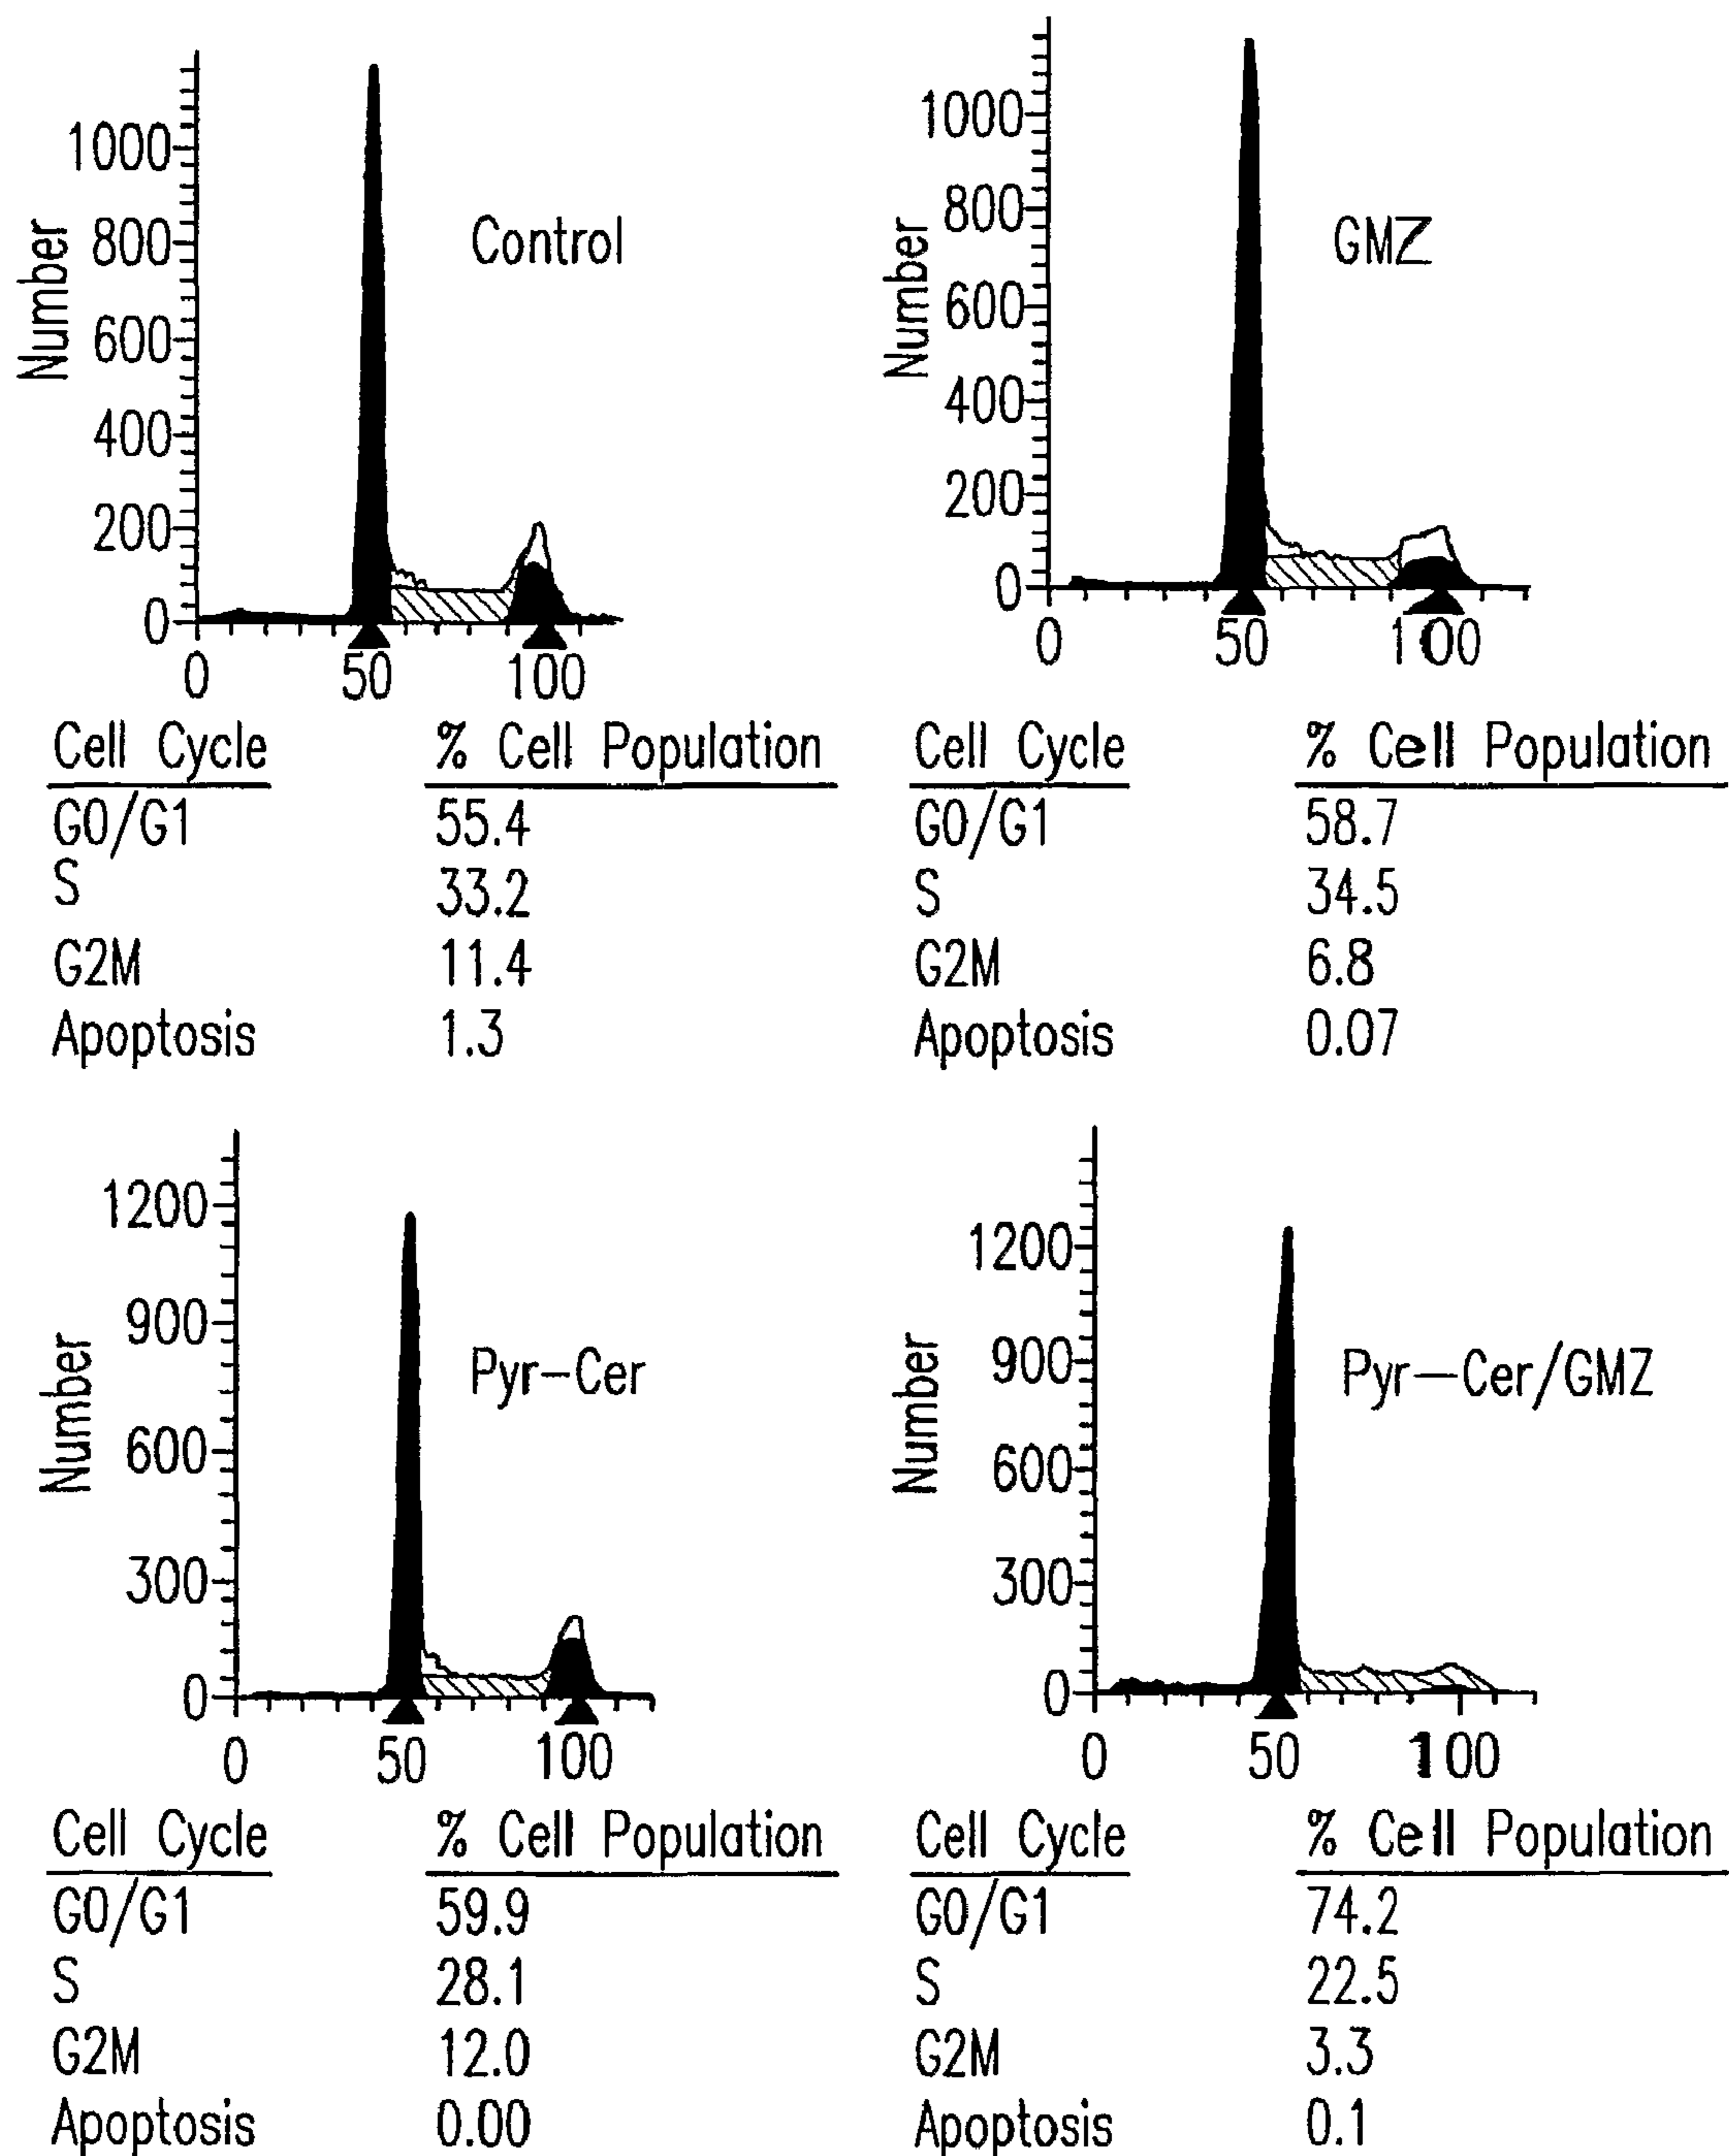 Number
1000
800
600
400
200
0
0 50 100
Control
Cell Cycle % Cell Population
G0/G1 55.4
S 33.2
G2M 11.4
Apoptosis 1.3
Number
1000
800
600
400
200
0
0 50 100
GMZ
Cell Cycle % Cell Population
G0/G1 58.7
S 34.5
G2M 6.8
Apoptosis 0.07
Number
1200
900
600
300
0
0 50 100
Pyr-Cer
Cell Cycle % Cell Population
G0/G1 59.9
S 28.1
G2M 12.0
Apoptosis 0.00
Number
1200
900
600
300
0
0 50 100
Pyr-Cer/GMZ
Cell Cycle % Cell Population
G0/G1 74.2
S 22.5
G2M 3.3
Apoptosis 0.1